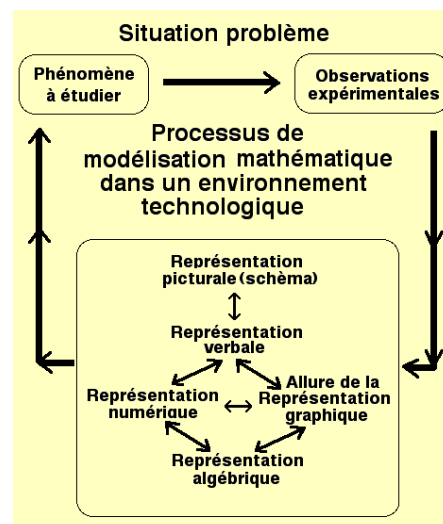 Situation problème
Phénomène
à étudier
Observations
expérimentales
Processus de
modélisation mathématique
dans un environnement
technologique
Représentation
picturale (schèma)
Représentation
verbale
Représentation
numérique
Allure de la
Représentation
graphique
Représentation
algébrique